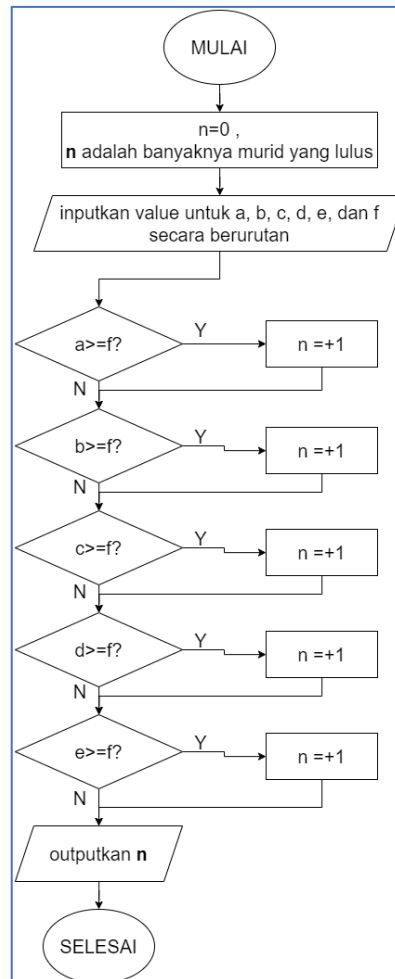 MULAI
n=0 ,
n adalah banyaknya murid yang lulus
inputkan value untuk a, b, c, d, e, dan f
secara berurutan
a>=f?
Y
n =+1
N
b>=f?
Y
n =+1
N
c>=f?
Y
n =+1
N
d>=f?
Y
n =+1
N
e>=f?
Y
n =+1
N
outputkan n
SELESAI